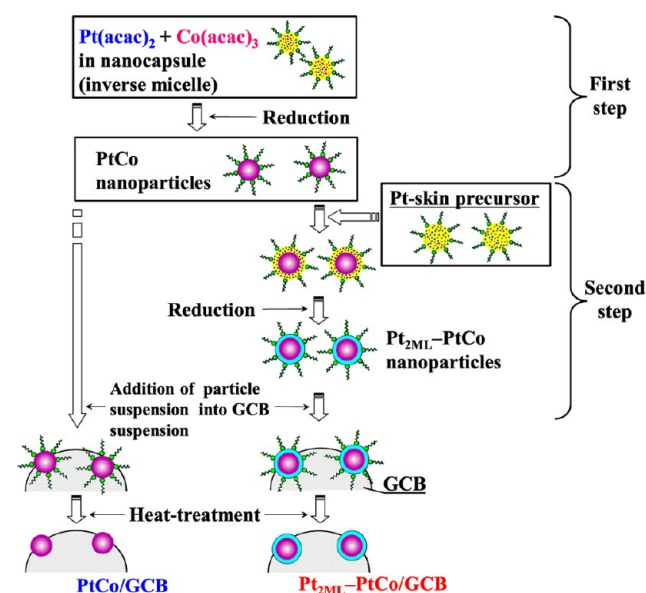 Pt(acac)₂ + Co(acac)₃
in nanocapsule
(inverse micelle)
First
step
Reduction
PtCo
nanoparticles
Pt-skin precursor
Second
step
Reduction
Pt₂ML–PtCo
nanoparticles
Addition of particle
suspension into GCB
suspension
GCB
Heat-treatment
PtCo/GCB
Pt₂ML–PtCo/GCB